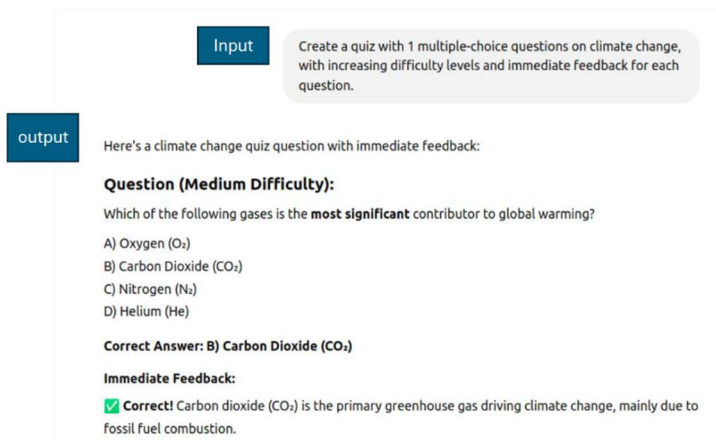 Input
Create a quiz with 1 multiple-choice questions on climate change,
with increasing difficulty levels and immediate feedback for each
question.
output
Here's a climate change quiz question with immediate feedback:
Question (Medium Difficulty):
Which of the following gases is the most significant contributor to global warming?
A) Oxygen (O₂)
B) Carbon Dioxide (CO₂)
C) Nitrogen (N₂)
D) Helium (He)
Correct Answer: B) Carbon Dioxide (CO₂)
Immediate Feedback:
✅ Correct! Carbon dioxide (CO₂) is the primary greenhouse gas driving climate change, mainly due to
fossil fuel combustion.